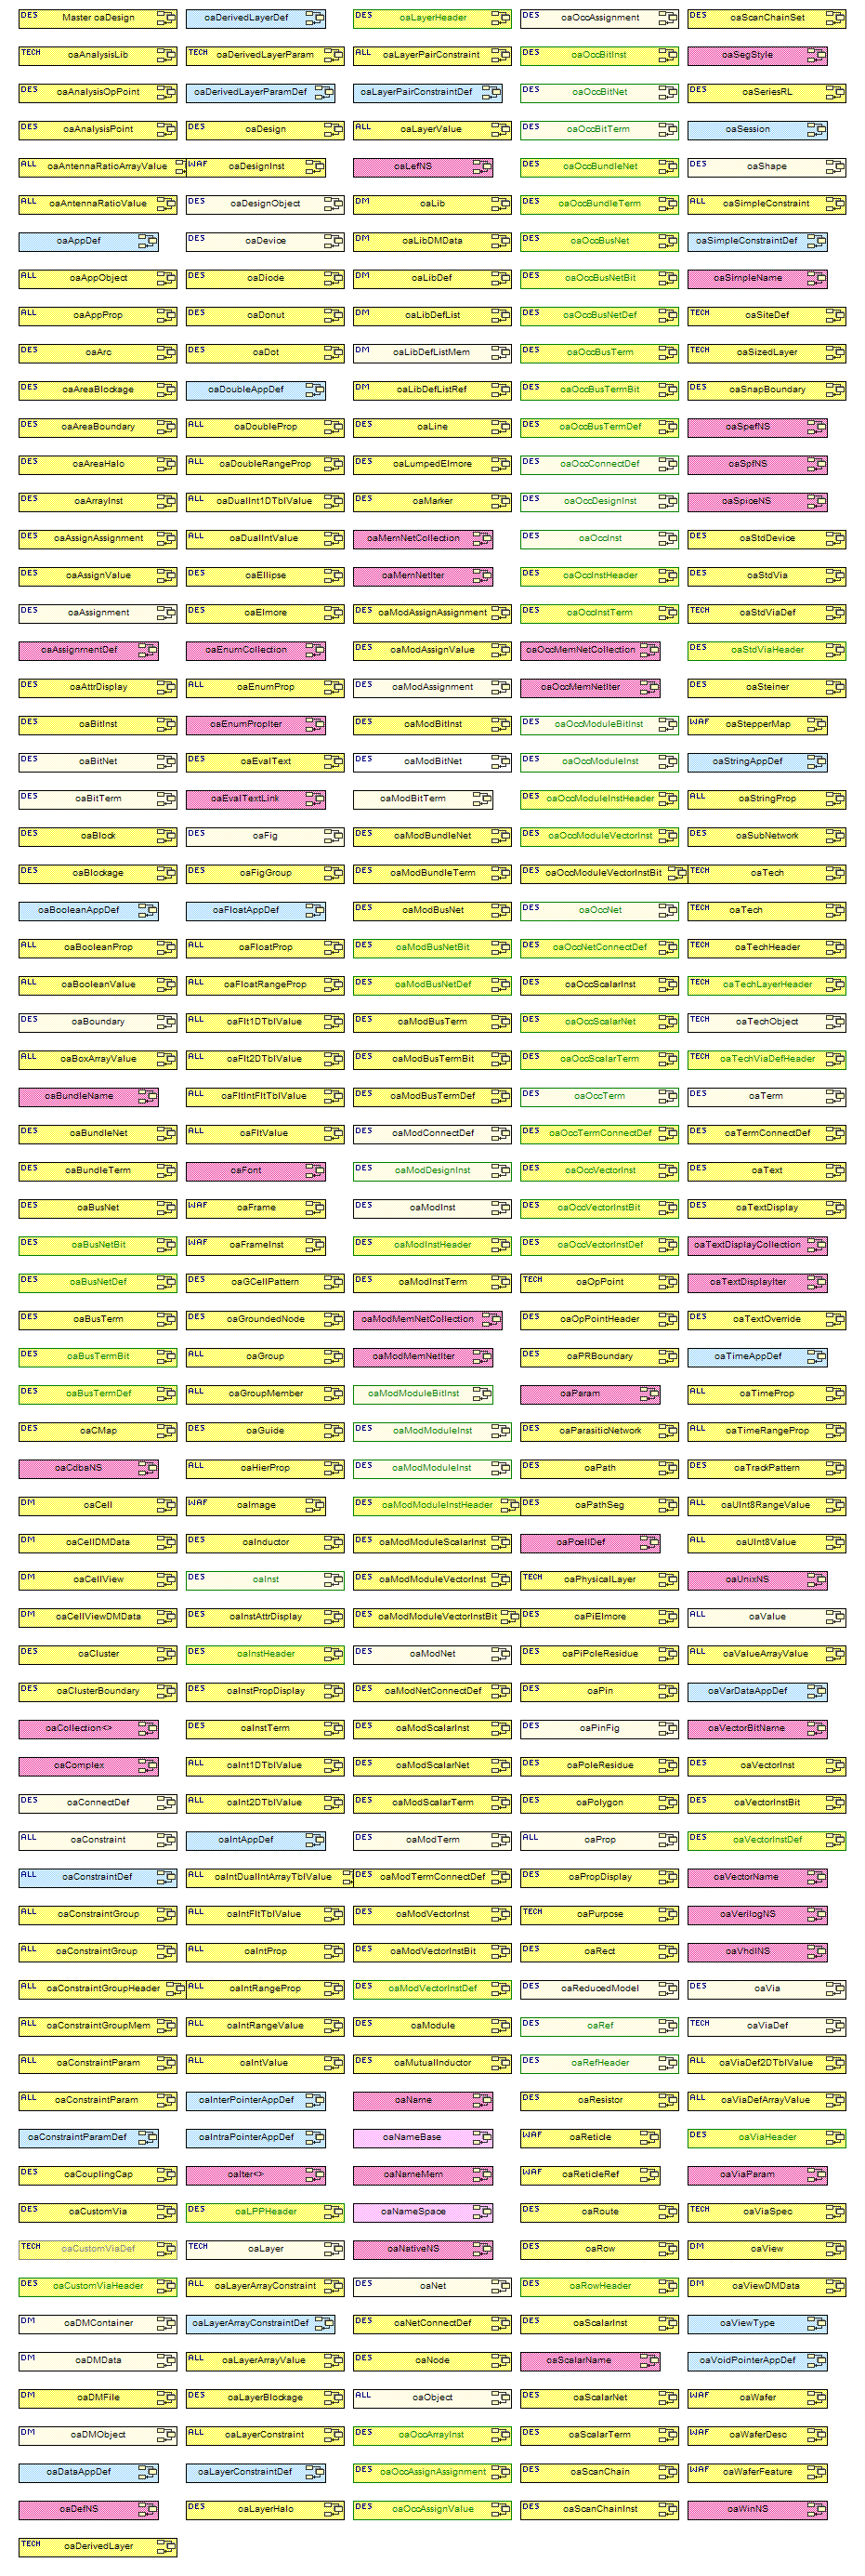 DES Master oaDesign
TECH oaAnalysisLib
DES oaAnalysisOpPoint
DES oaAnalysisPoint
ALL oaAntennaRatioArrayValue
ALL oaAntennaRatioValue
oaAppDef
ALL oaAppObject
ALL oaAppProp
DES oaArc
DES oaAreaBlockage
DES oaAreaBoundary
DES oaAreaHalo
DES oaArrayInst
DES oaAssignAssignment
DES oaAssignValue
DES oaAssignment
oaAssignmentDef
DES oaAttrDisplay
DES oaBitInst
DES oaBitNet
DES oaBitTerm
DES oaBlock
DES oaBlockage
oaBooleanAppDef
ALL oaBooleanProp
ALL oaBooleanValue
DES oaBoundary
ALL oaBoxArrayValue
oaBundleName
DES oaBundleNet
DES oaBundleTerm
DES oaBusNet
DES oaBusNetBit
DES oaBusNetDef
DES oaBusTerm
DES oaBusTermBit
DES oaBusTermDef
DES oaCMap
oaCdbaNS
DM oaCell
DM oaCellDMData
DM oaCellView
DM oaCellViewDMData
DES oaCluster
DES oaClusterBoundary
oaCollection<>
oaComplex
DES oaConnectDef
ALL oaConstraint
ALL oaConstraintDef
ALL oaConstraintGroup
ALL oaConstraintGroup
ALL oaConstraintGroupHeader
ALL oaConstraintGroupMem
ALL oaConstraintParam
ALL oaConstraintParam
oaConstraintParamDef
DES oaCouplingCap
DES oaCustomVia
TECH oaCustomViaDef
DES oaCustomViaHeader
DM oaDMContainer
DM oaDMData
DM oaDMFile
DM oaDMObject
oaDataAppDef
oaDefNS
TECH oaDerivedLayer
oaDerivedLayerDef
TECH oaDerivedLayerParam
oaDerivedLayerParamDef
DES oaDesign
WAF oaDesignInst
DES oaDesignObject
DES oaDevice
DES oaDiode
DES oaDonut
DES oaDot
oaDoubleAppDef
ALL oaDoubleProp
ALL oaDoubleRangeProp
ALL oaDualInt1DTblValue
ALL oaDualIntValue
DES oaEllipse
DES oaElmore
oaEnumCollection
ALL oaEnumProp
oaEnumPropIter
DES oaEvalText
oaEvalTextLink
DES oaFig
DES oaFigGroup
oaFloatAppDef
ALL oaFloatProp
ALL oaFloatRangeProp
ALL oaFlt1DTblValue
ALL oaFlt2DTblValue
ALL oaFltIntFltTblValue
ALL oaFltValue
oaFont
WAF oaFrame
WAF oaFrameInst
DES oaGCellPattern
DES oaGroundedNode
ALL oaGroup
ALL oaGroupMember
DES oaGuide
ALL oaHierProp
WAF oaImage
DES oaInductor
DES oaInst
DES oaInstAttrDisplay
DES oaInstHeader
DES oaInstPropDisplay
DES oaInstTerm
ALL oaInt1DTblValue
ALL oaInt2DTblValue
oaIntAppDef
ALL oaIntDualIntArrayTblValue
ALL oaIntFltTblValue
ALL oaIntProp
ALL oaIntRangeProp
ALL oaIntRangeValue
ALL oaIntValue
oaInterPointerAppDef
oaIntraPointerAppDef
oaIter<>
DES oaLPPHeader
TECH oaLayer
ALL oaLayerArrayConstraint
oaLayerArrayConstraintDef
ALL oaLayerArrayValue
DES oaLayerBlockage
ALL oaLayerConstraint
oaLayerConstraintDef
DES oaLayerHalo
DES oaLayerHeader
ALL oaLayerPairConstraint
oaLayerPairConstraintDef
ALL oaLayerValue
oaLefNS
DM oaLib
DM oaLibDMData
DM oaLibDef
DM oaLibDefList
DM oaLibDefListMem
DM oaLibDefListRef
DES oaLine
DES oaLumpedElmore
DES oaMarker
oaMemNetCollection
oaMemNetIter
DES oaModAssignAssignment
DES oaModAssignValue
DES oaModAssignment
DES oaModBitInst
DES oaModBitNet
oaModBitTerm
DES oaModBundleNet
DES oaModBundleTerm
DES oaModBusNet
DES oaModBusNetBit
DES oaModBusNetDef
DES oaModBusTerm
DES oaModBusTermBit
DES oaModBusTermDef
DES oaModConnectDef
DES oaModDesignInst
DES oaModInst
DES oaModInstHeader
DES oaModInstTerm
oaModMemNetCollection
oaModMemNetIter
oaModModuleBitInst
DES oaModModuleInst
DES oaModModuleInst
DES oaModModuleInstHeader
DES oaModModuleScalarInst
DES oaModModuleVectorInst
DES oaModModuleVectorInstBit
DES oaModNet
DES oaModNetConnectDef
DES oaModScalarInst
DES oaModScalarNet
DES oaModScalarTerm
DES oaModTerm
DES oaModTermConnectDef
DES oaModVectorInst
DES oaModVectorInstBit
DES oaModVectorInstDef
DES oaModule
DES oaMutualInductor
oaName
oaNameBase
oaNameMem
oaNameSpace
oaNativeNS
DES oaNet
DES oaNetConnectDef
DES oaNode
ALL oaObject
DES oaOccArrayInst
DES oaOccAssignAssignment
DES oaOccAssignValue
DES oaOccAssignment
DES oaOccBitInst
DES oaOccBitNet
DES oaOccBitTerm
DES oaOccBundleNet
DES oaOccBundleTerm
DES oaOccBusNet
DES oaOccBusNetBit
DES oaOccBusNetDef
DES oaOccBusTerm
DES oaOccBusTermBit
DES oaOccBusTermDef
DES oaOccConnectDef
DES oaOccDesignInst
DES oaOccInst
DES oaOccInstHeader
DES oaOccInstTerm
oaOccMemNetCollection
oaOccMemNetIter
DES oaOccModuleBitInst
DES oaOccModuleInst
DES oaOccModuleInstHeader
DES oaOccModuleVectorInst
DES oaOccModuleVectorInstBit
DES oaOccNet
DES oaOccNetConnectDef
DES oaOccScalarInst
DES oaOccScalarNet
DES oaOccScalarTerm
DES oaOccTerm
DES oaOccTermConnectDef
DES oaOccVectorInst
DES oaOccVectorInstBit
DES oaOccVectorInstDef
TECH oaOpPoint
DES oaOpPointHeader
DES oaPRBoundary
oaParam
DES oaParasiticNetwork
DES oaPath
DES oaPathSeg
oaPcellDef
TECH oaPhysicalLayer
DES oaPiElmore
DES oaPiPoleResidue
DES oaPin
DES oaPinFig
DES oaPoleResidue
DES oaPolygon
ALL oaProp
DES oaPropDisplay
TECH oaPurpose
DES oaRect
DES oaReducedModel
DES oaRef
DES oaRefHeader
DES oaResistor
WAF oaReticle
WAF oaReticleRef
DES oaRoute
DES oaRow
DES oaRowHeader
DES oaScalarInst
oaScalarName
DES oaScalarNet
DES oaScalarTerm
DES oaScanChain
DES oaScanChainInst
DES oaScanChainSet
oaSegStyle
DES oaSeriesRL
oaSession
DES oaShape
ALL oaSimpleConstraint
oaSimpleConstraintDef
oaSimpleName
TECH oaSiteDef
TECH oaSizedLayer
DES oaSnapBoundary
oaSpefNS
oaSpfNS
oaSpiceNS
DES oaStdDevice
DES oaStdVia
TECH oaStdViaDef
DES oaStdViaHeader
DES oaSteiner
WAF oaStepperMap
oaStringAppDef
ALL oaStringProp
DES oaSubNetwork
TECH oaTech
TECH oaTech
TECH oaTechHeader
TECH oaTechLayerHeader
TECH oaTechObject
TECH oaTechViaDefHeader
DES oaTerm
DES oaTermConnectDef
DES oaText
DES oaTextDisplay
oaTextDisplayCollection
oaTextDisplayIter
DES oaTextOverride
oaTimeAppDef
ALL oaTimeProp
ALL oaTimeRangeProp
DES oaTrackPattern
ALL oaUInt8RangeValue
ALL oaUInt8Value
oaUnixNS
ALL oaValue
ALL oaValueArrayValue
oaVarDataAppDef
oaVectorBitName
DES oaVectorInst
DES oaVectorInstBit
DES oaVectorInstDef
oaVectorName
oaVerilogNS
oaVhdlNS
DES oaVia
TECH oaViaDef
ALL oaViaDef2DTblValue
ALL oaViaDefArrayValue
DES oaViaHeader
oaViaParam
TECH oaViaSpec
DM oaView
DM oaViewDMData
oaViewType
oaVoidPointerAppDef
WAF oaWafer
WAF oaWaferDesc
WAF oaWaferFeature
oaWinNS